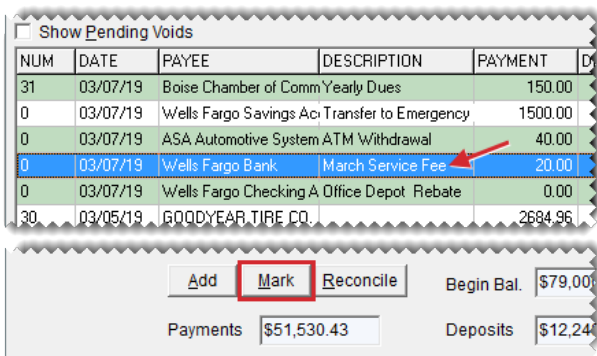 Show Pending Voids
NUM DATE PAYEE DESCRIPTION PAYMENT
31 03/07/19 Boise Chamber of Comm Yearly Dues 150.00
0 03/07/19 Wells Fargo Savings Ac Transfer to Emergency 1500.00
0 03/07/19 ASA Automotive System ATM Withdrawal 40.00
0 03/07/19 Wells Fargo Bank March Service Fee 20.00
0 03/07/19 Wells Fargo Checking A Office Depot Rebate 0.00
30 03/05/19 GOODYEAR TIRE CO. 2684.96
Add Mark Reconcile Begin Bal. $79,00
Payments $51,530.43 Deposits $12,240